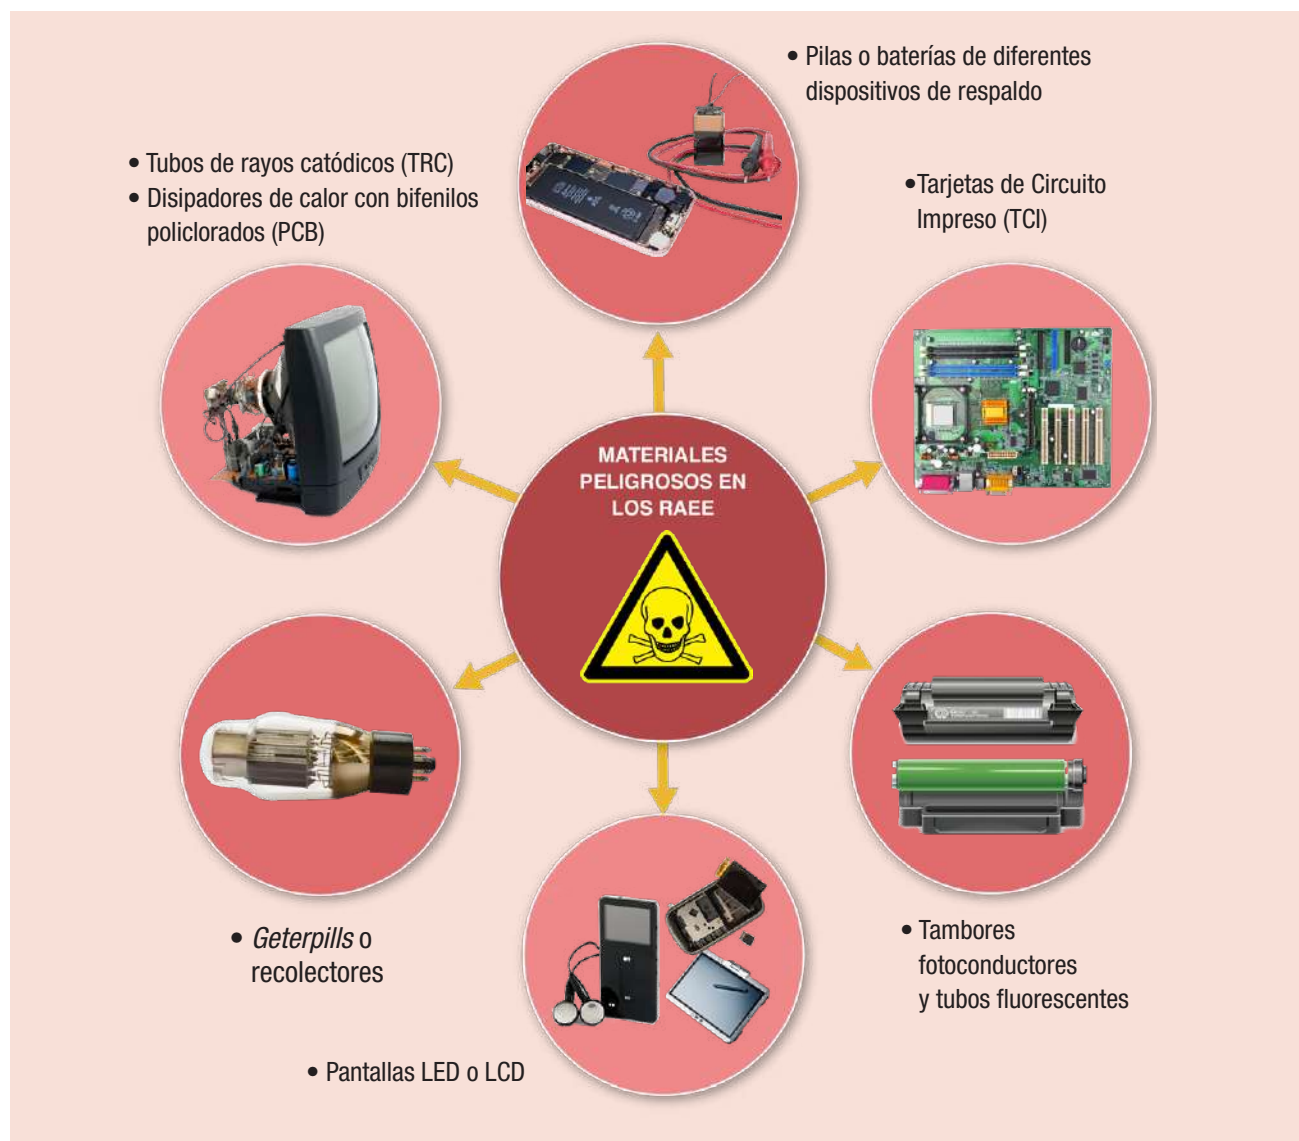 • Pilas o baterías de diferentes
dispositivos de respaldo
• Tubos de rayos catódicos (TRC)
• Disipadores de calor con bifenilos
policlorados (PCB)
•Tarjetas de Circuito
Impreso (TCI)
MATERIALES
PELIGROSOS EN
LOS RAEE
• Geterpills o
recolectores
• Tambores
fotoconductores
y tubos fluorescentes
• Pantallas LED o LCD